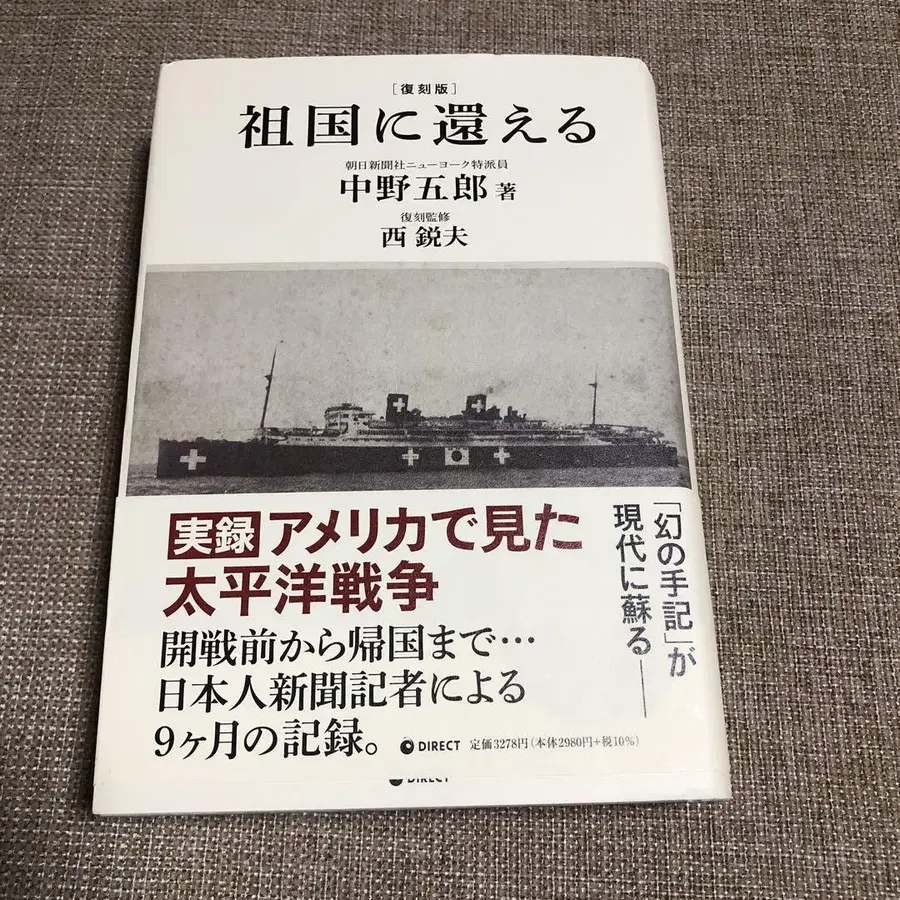 ［復刻版］
祖国に還える
朝日新聞社ニューヨーク特派員
中野五郎 著
復刻監修
西 鋭夫
「幻の手記」が
現代に蘇る――
実録 アメリカで見た
太平洋戦争
開戦前から帰国まで…
日本人新聞記者による
9ヶ月の記録。
DIRECT 定価3278円（本体2980円+税10%）
DIRECT